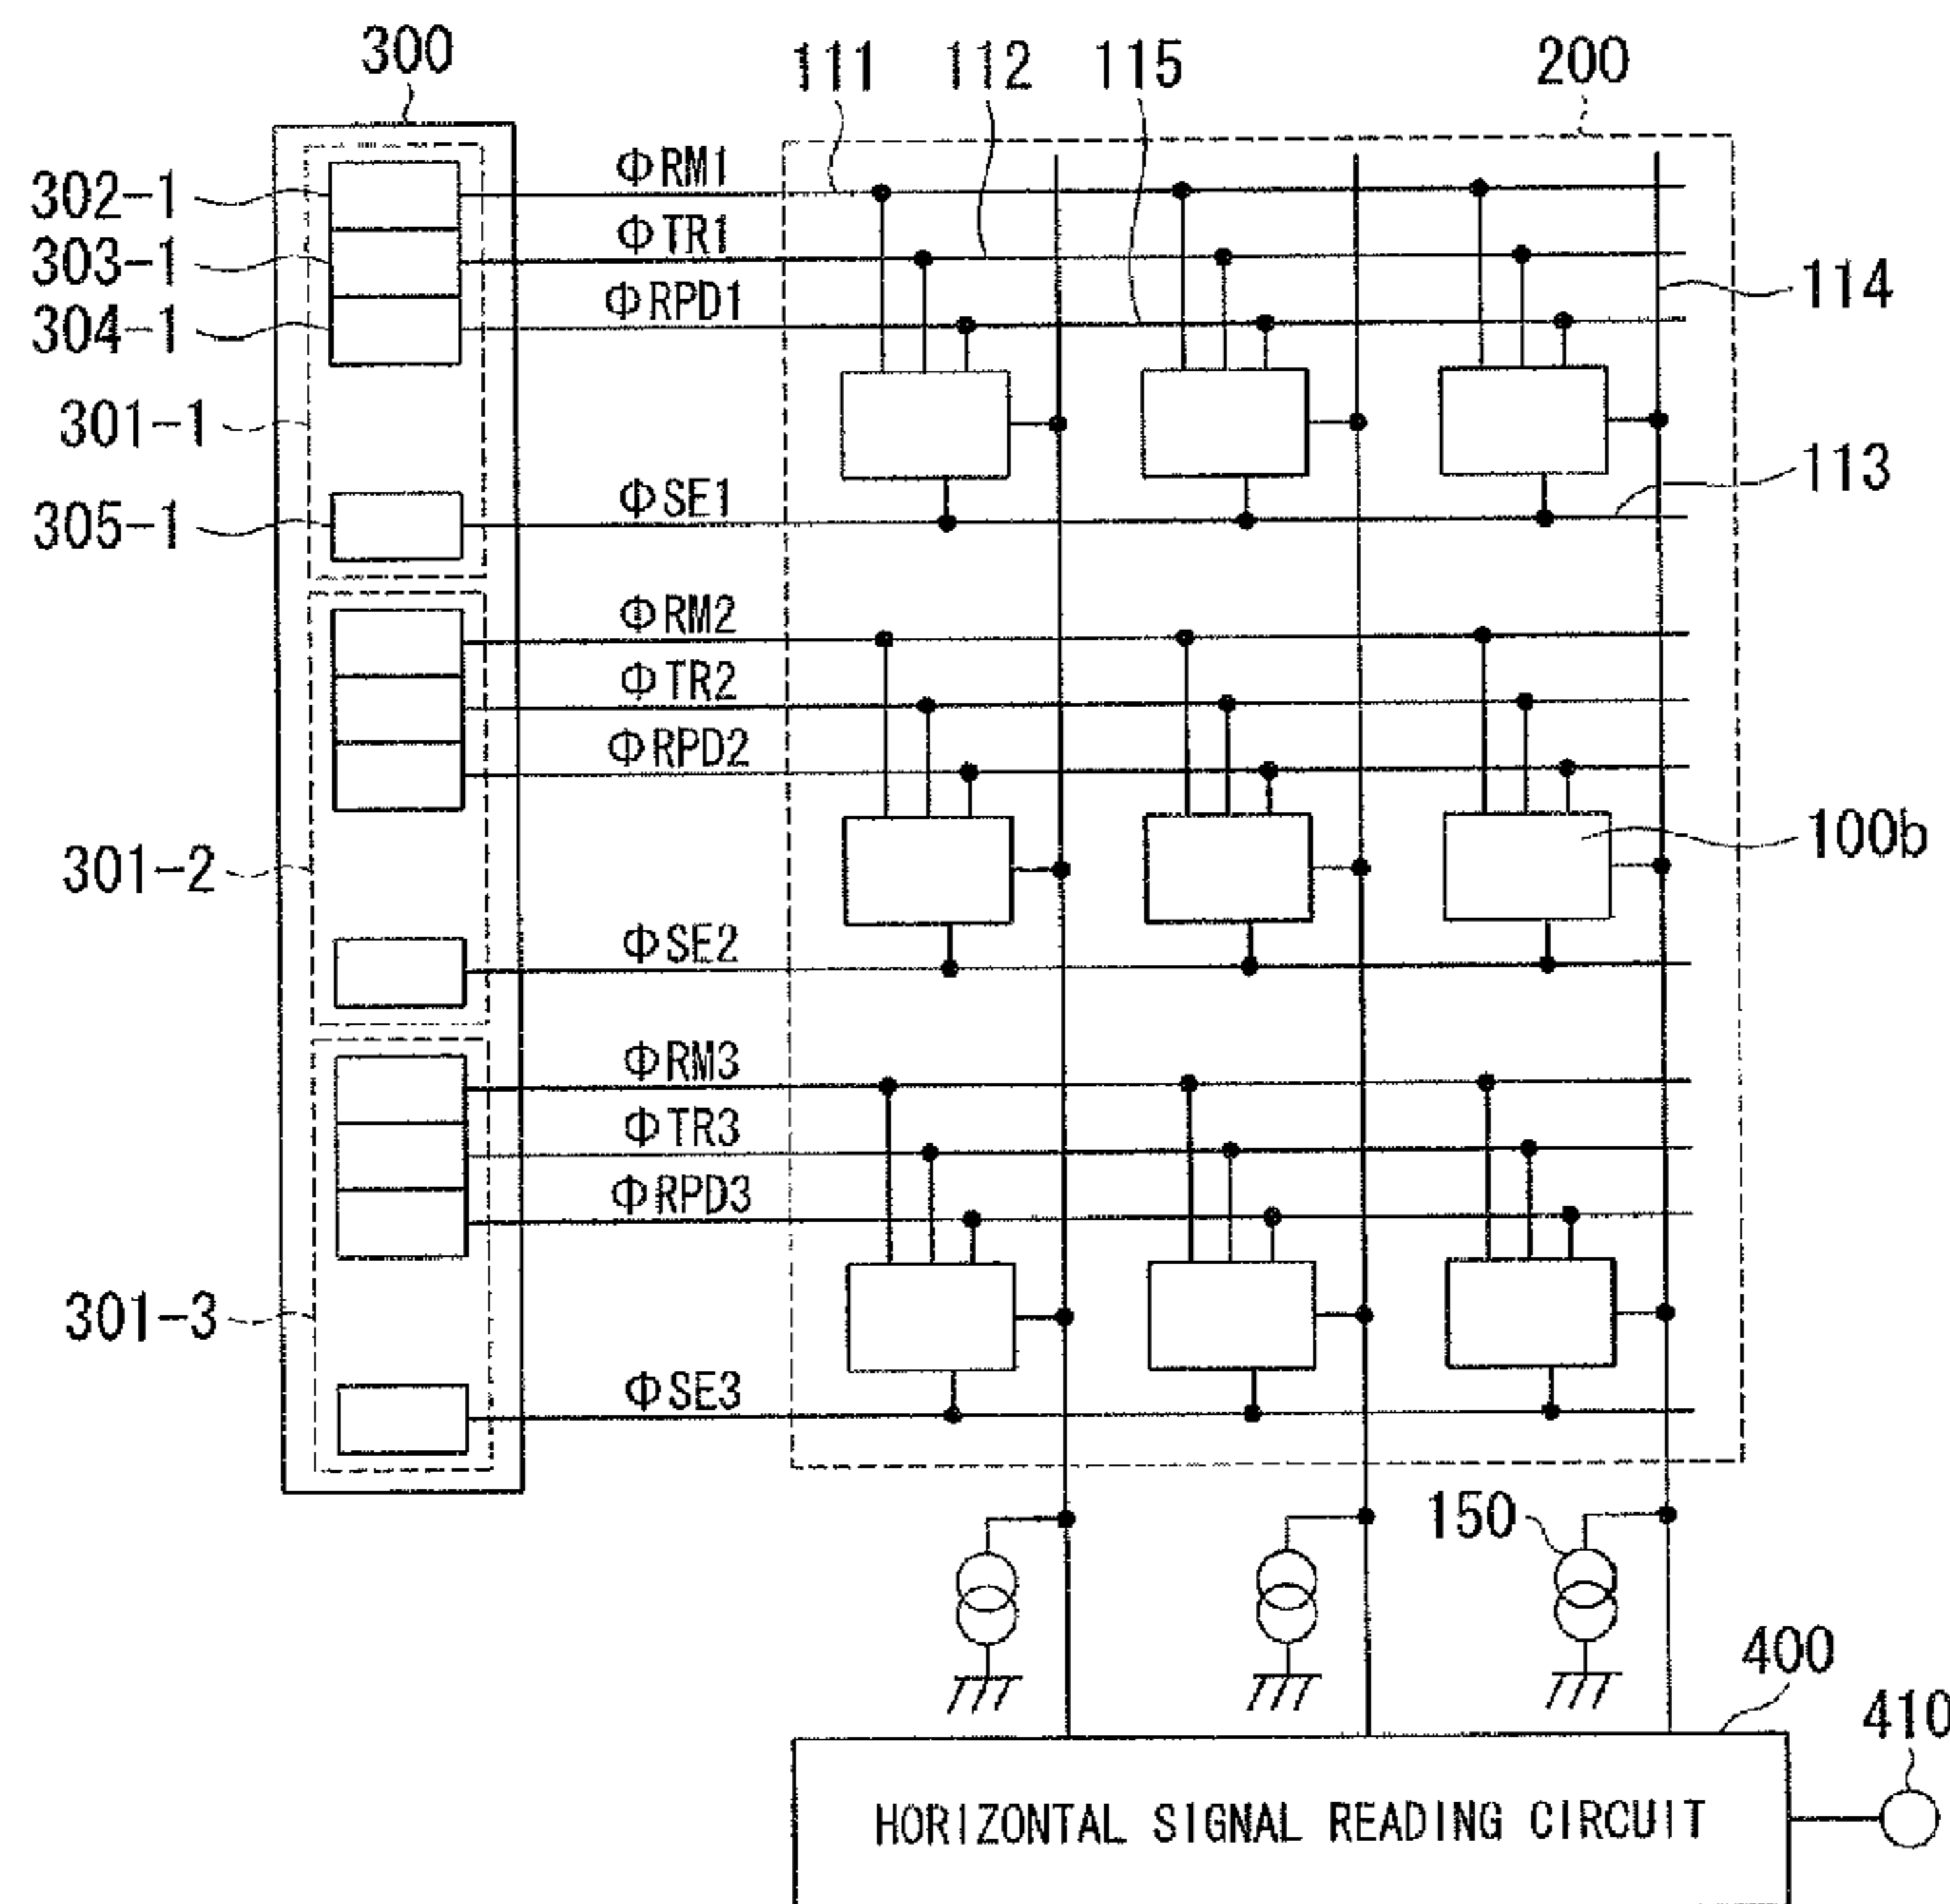 300
111
112
115
200
302-1
ΦRM1
303-1
ΦTR1
304-1
ΦRPD1
114
301-1
113
305-1
ΦSE1
ΦRM2
ΦTR2
ΦRPD2
100b
301-2
ΦSE2
ΦRM3
ΦTR3
ΦRPD3
301-3
ΦSE3
150
400
410
HORIZONTAL SIGNAL READING CIRCUIT